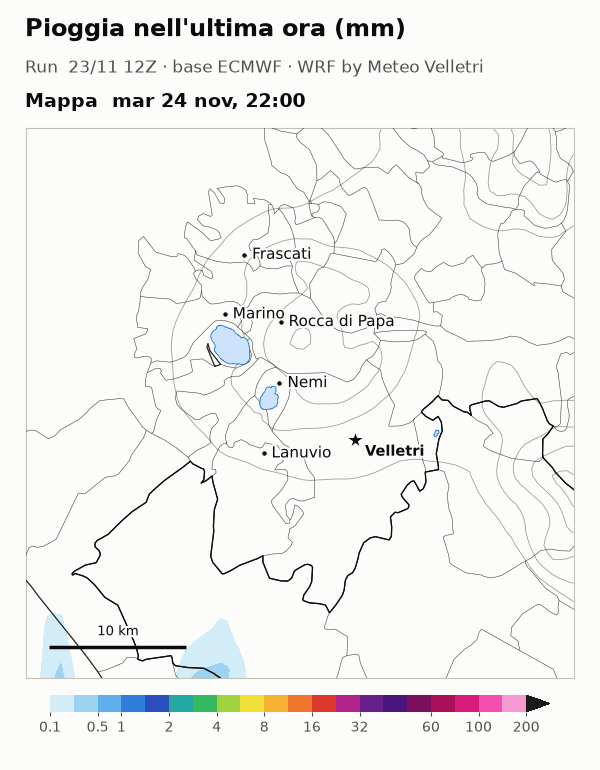 Pioggia nell'ultima ora (mm)
Run  23/11 12Z · base ECMWF · WRF by Meteo Velletri
Mappa  mar 24 nov, 22:00
Frascati
Marino
Rocca di Papa
Nemi
Velletri
Lanuvio
10 km
0.1 0.5 1 2 4 8 16 32 60 100 200